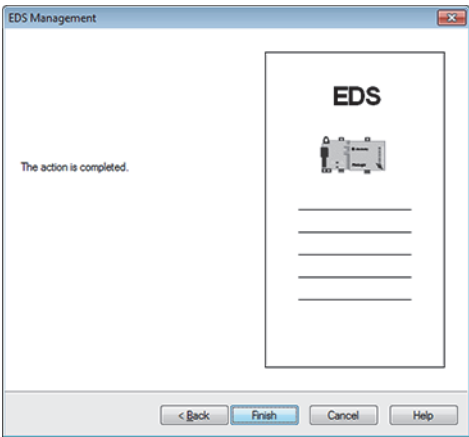 EDS Management
EDS
The action is completed.
< Back
Finish
Cancel
Help